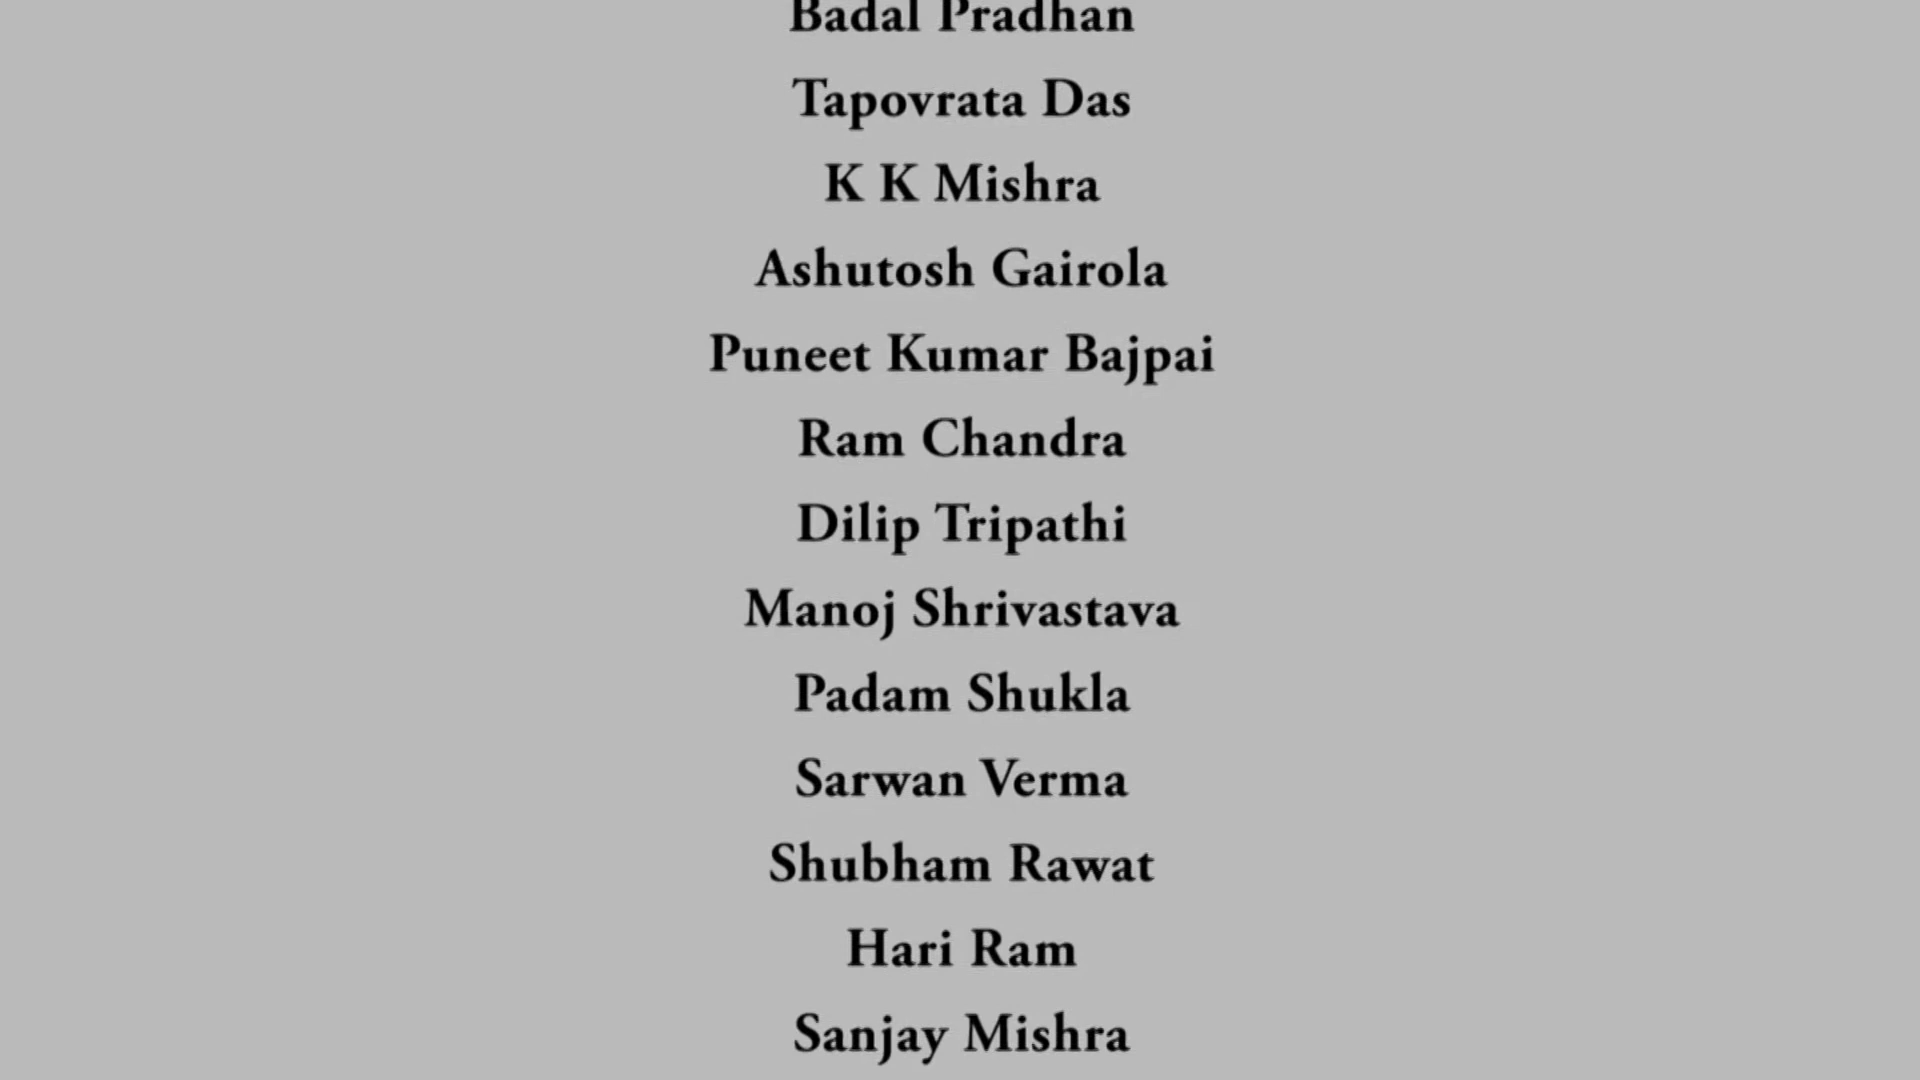 Badal Pradhan
Tapovrata Das
K K Mishra
Ashutosh Gairola
Puneet Kumar Bajpai
Ram Chandra
Dilip Tripathi
Manoj Shrivastava
Padam Shukla
Sarwan Verma
Shubham Rawat
Hari Ram
Sanjay Mishra